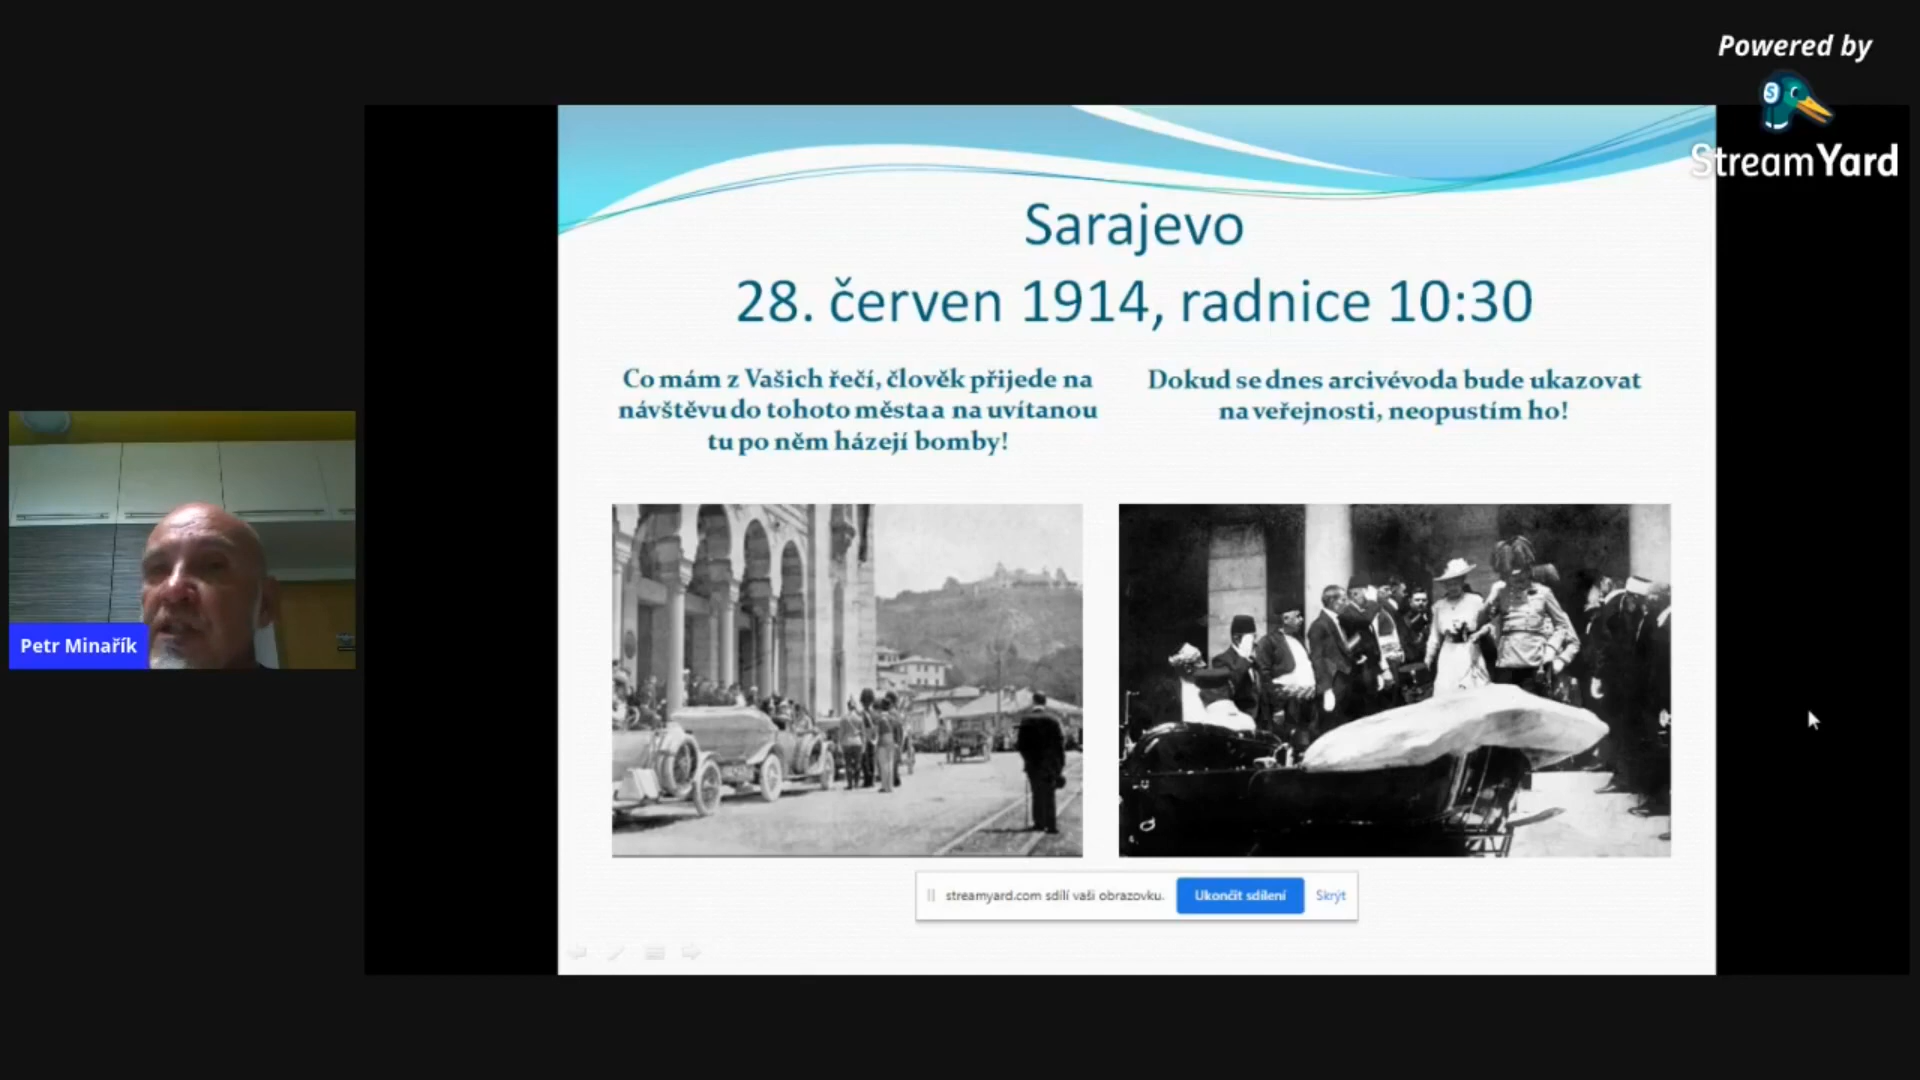 Powered by
StreamYard
Sarajevo
28. červen 1914, radnice 10:30
Co mám z Vašich řečí, člověk přijede na
návštěvu do tohoto města a na uvítanou
tu po něm házejí bomby!
Dokud se dnes arcivévoda bude ukazovat
na veřejnosti, neopustím ho!
Petr Minařík
streamyard.com sdílí vaši obrazovku.
Ukončit sdílení
Skrýt